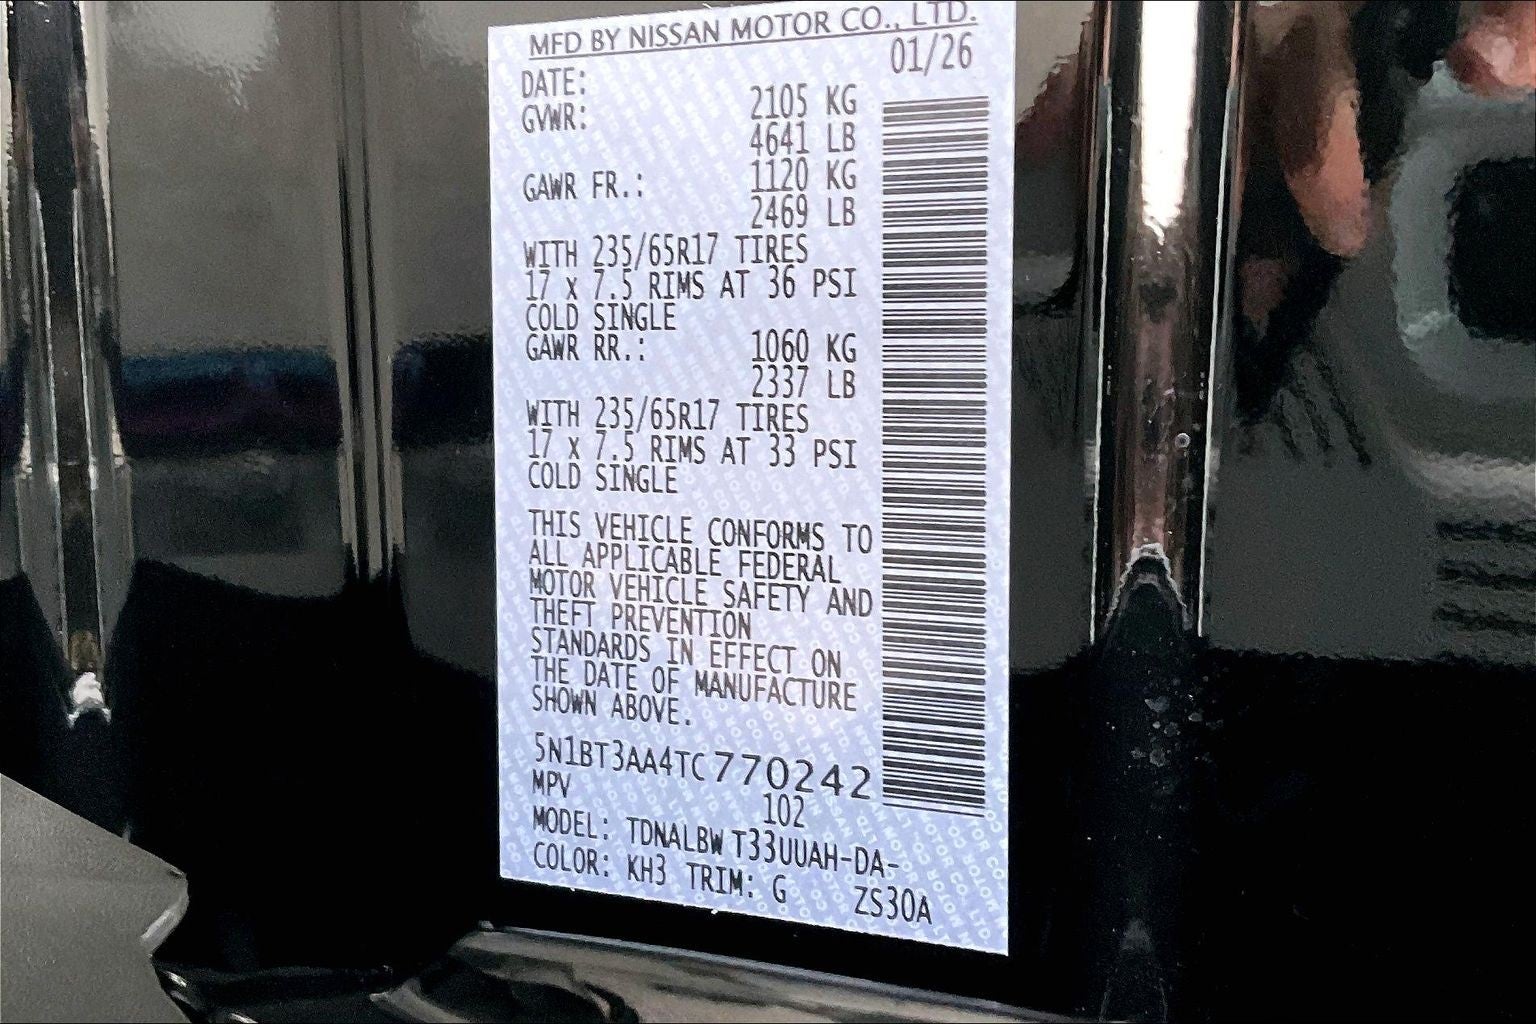 MFD BY NISSAN MOTOR CO., LTD.
DATE: 01/26
GVWR: 2105 KG
4641 LB
GAWR FR.: 1120 KG
2469 LB
WITH 235/65R17 TIRES
17 x 7.5 RIMS AT 36 PSI
COLD SINGLE
GAWR RR.: 1060 KG
2337 LB
WITH 235/65R17 TIRES
17 x 7.5 RIMS AT 33 PSI
COLD SINGLE
THIS VEHICLE CONFORMS TO
ALL APPLICABLE FEDERAL
MOTOR VEHICLE SAFETY AND
THEFT PREVENTION
STANDARDS IN EFFECT ON
THE DATE OF MANUFACTURE
SHOWN ABOVE.
5N1BT3AA4TC770242
MPV 102
MODEL: TDNALBW T33UUAH-DA-
COLOR: KH3 TRIM: G ZS30A